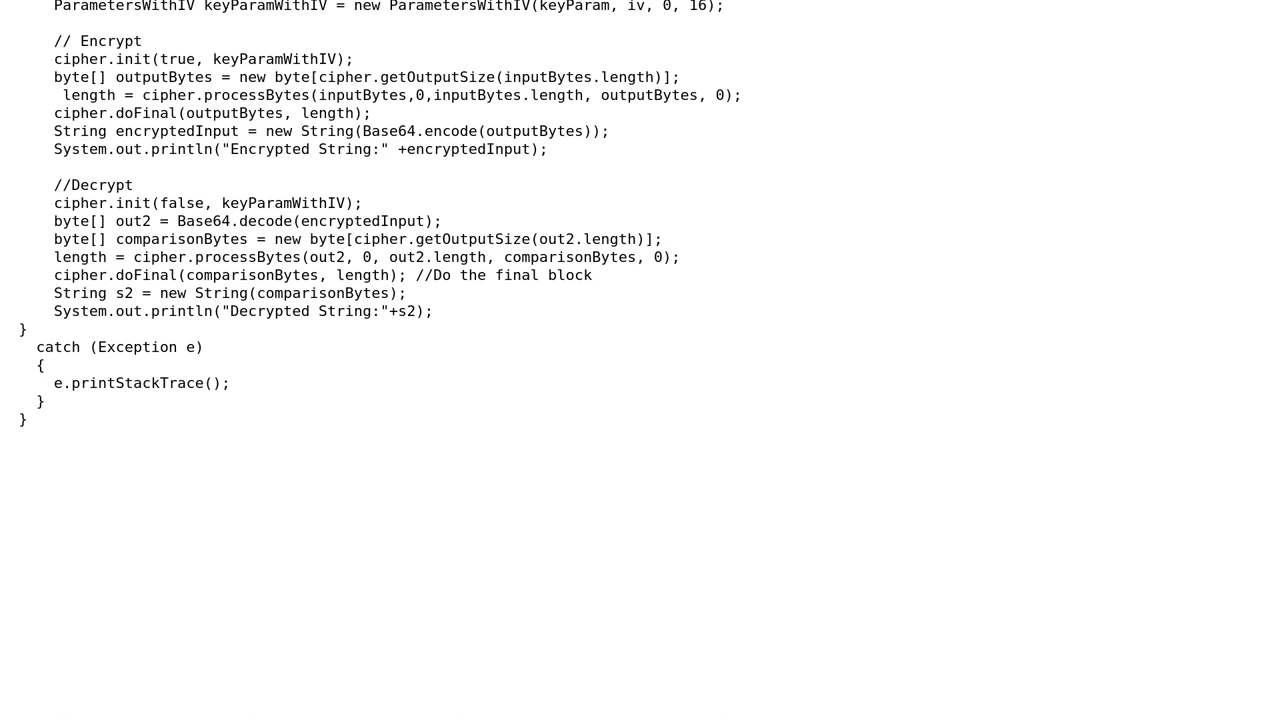 ParametersWithIV keyParamWithIV = new ParametersWithIV(keyParam, iv, 0, 16);
// Encrypt
cipher.init(true, keyParamWithIV);
byte[] outputBytes = new byte[cipher.getOutputSize(inputBytes.length)];
length = cipher.processBytes(inputBytes,0,inputBytes.length, outputBytes, 0);
cipher.doFinal(outputBytes, length);
String encryptedInput = new String(Base64.encode(outputBytes));
System.out.println("Encrypted String:" +encryptedInput);
//Decrypt
cipher.init(false, keyParamWithIV);
byte[] out2 = Base64.decode(encryptedInput);
byte[] comparisonBytes = new byte[cipher.getOutputSize(out2.length)];
length = cipher.processBytes(out2, 0, out2.length, comparisonBytes, 0);
cipher.doFinal(comparisonBytes, length); //Do the final block
String s2 = new String(comparisonBytes);
System.out.println("Decrypted String:"+s2);
}
catch (Exception e)
{
e.printStackTrace();
}
}